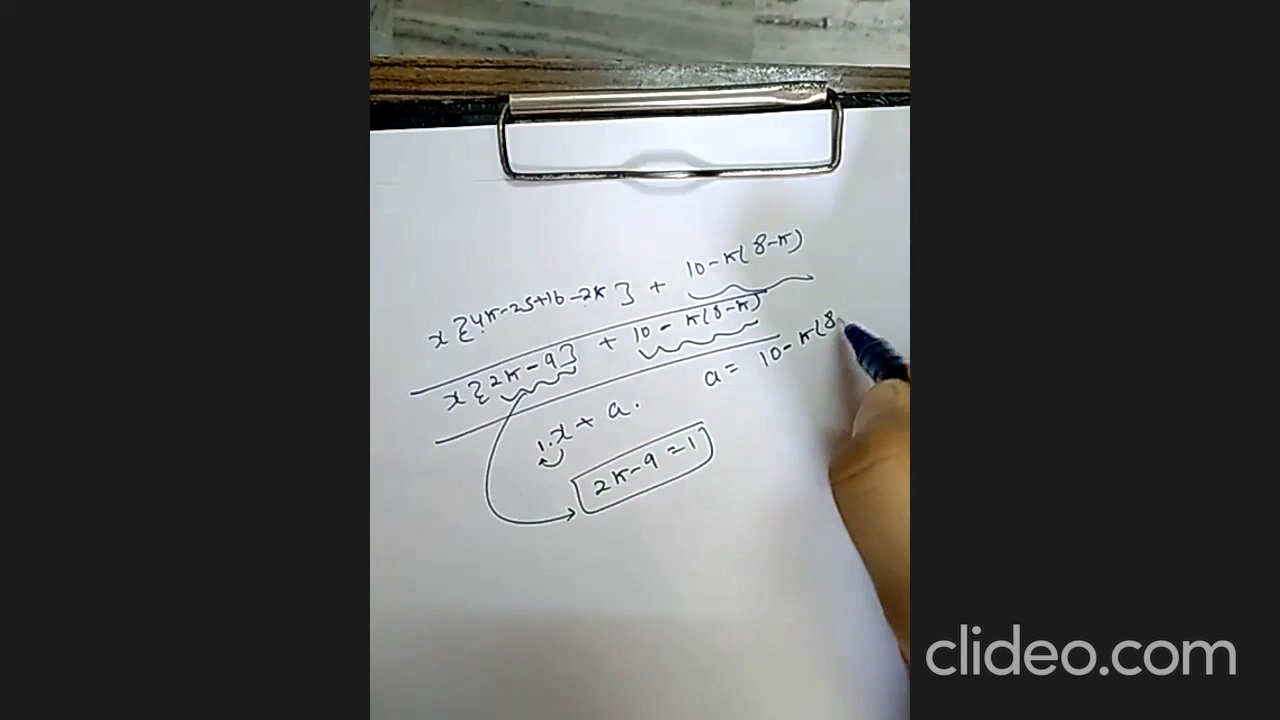 x{4k-25+16-2k} + 10-k(8-k)
x{2k-9} + 10-k(8-k)
a= 10-k(8
1.x+a.
2k-9=1
clideo.com